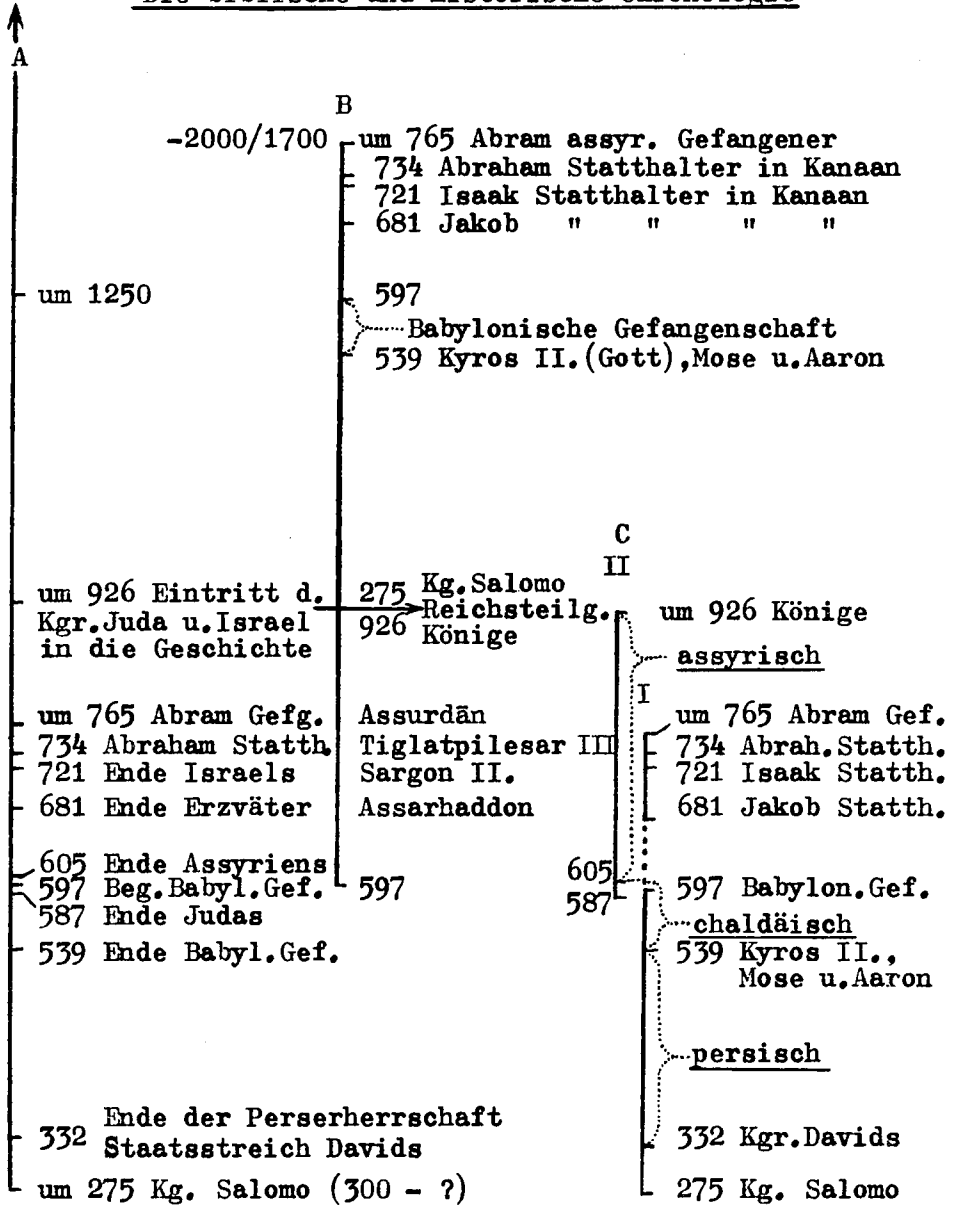 A
B
-2000/1700 um 765 Abram assyr. Gefangener
734 Abraham Statthalter in Kanaan
721 Isaak Statthalter in Kanaan
681 Jakob " " " "
um 1250
597
Babylonische Gefangenschaft
539 Kyros II.(Gott),Mose u.Aaron
um 926 Eintritt d.
Kgr.Juda u.Israel
in die Geschichte
275 Kg.Salomo
Reichsteilg.
926 Könige
C
II
um 926 Könige
assyrisch
I
um 765 Abram Gefg.
734 Abraham Statth.
721 Ende Israels
681 Ende Erzväter
605 Ende Assyriens
597 Beg.Babyl.Gef.
587 Ende Judas
539 Ende Babyl.Gef.
Assurdân
Tiglatpilesar III
Sargon II.
Assarhaddon
597
605
587
um 765 Abram Gef.
734 Abrah.Statth.
721 Isaak Statth.
681 Jakob Statth.
597 Babylon.Gef.
chaldäisch
539 Kyros II.,
Mose u.Aaron
persisch
Ende der Perserherrschaft
332 Staatsstreich Davids
um 275 Kg. Salomo (300 - ?)
332 Kgr.Davids
275 Kg. Salomo